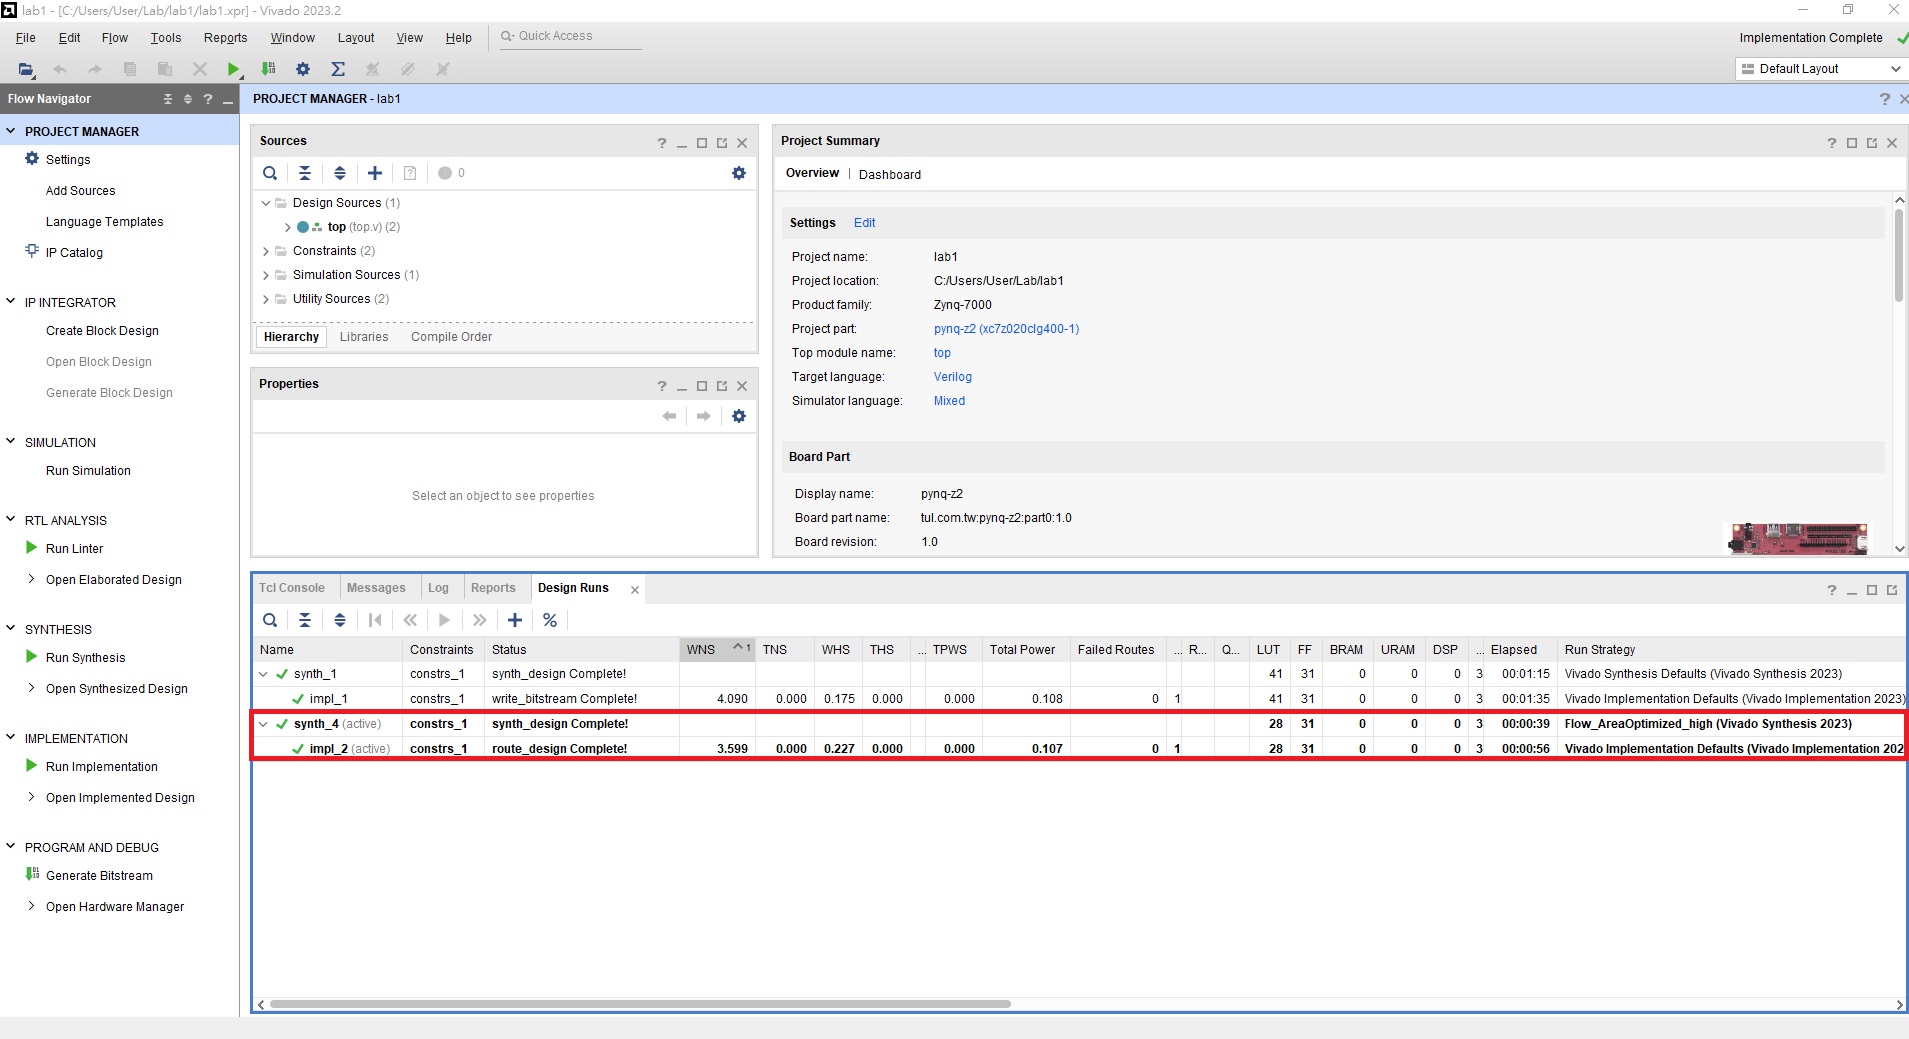 lab1 - [C:/Users/User/Lab/lab1/lab1.xpr] - Vivado 2023.2
File Edit Flow Tools Reports Window Layout View Help Quick Access
Implementation Complete
Default Layout
Flow Navigator
PROJECT MANAGER
Settings
Add Sources
Language Templates
IP Catalog
IP INTEGRATOR
Create Block Design
Open Block Design
Generate Block Design
SIMULATION
Run Simulation
RTL ANALYSIS
Run Linter
Open Elaborated Design
SYNTHESIS
Run Synthesis
Open Synthesized Design
IMPLEMENTATION
Run Implementation
Open Implemented Design
PROGRAM AND DEBUG
Generate Bitstream
Open Hardware Manager
PROJECT MANAGER - lab1
Sources
0
Design Sources (1)
top (top.v) (2)
Constraints (2)
Simulation Sources (1)
Utility Sources (2)
Hierarchy Libraries Compile Order
Properties
Select an object to see properties
Project Summary
Overview | Dashboard
Settings Edit
Project name: lab1
Project location: C:/Users/User/Lab/lab1
Product family: Zynq-7000
Project part: pynq-z2 (xc7z020clg400-1)
Top module name: top
Target language: Verilog
Simulator language: Mixed
Board Part
Display name: pynq-z2
Board part name: tul.com.tw:pynq-z2:part0:1.0
Board revision: 1.0
Tcl Console Messages Log Reports Design Runs
Name Constraints Status WNS 1 TNS WHS THS ... TPWS Total Power Failed Routes ... R... Q... LUT FF BRAM URAM DSP ... Elapsed Run Strategy
synth_1 constrs_1 synth_design Complete! 41 31 0 0 0 3 00:01:15 Vivado Synthesis Defaults (Vivado Synthesis 2023)
impl_1 constrs_1 write_bitstream Complete! 4.090 0.000 0.175 0.000 0.000 0.108 0 1 41 31 0 0 0 3 00:01:35 Vivado Implementation Defaults (Vivado Implementation 2023)
synth_4 (active) constrs_1 synth_design Complete! 28 31 0 0 0 3 00:00:39 Flow_AreaOptimized_high (Vivado Synthesis 2023)
impl_2 (active) constrs_1 route_design Complete! 3.599 0.000 0.227 0.000 0.000 0.107 0 1 28 31 0 0 0 3 00:00:56 Vivado Implementation Defaults (Vivado Implementation 202